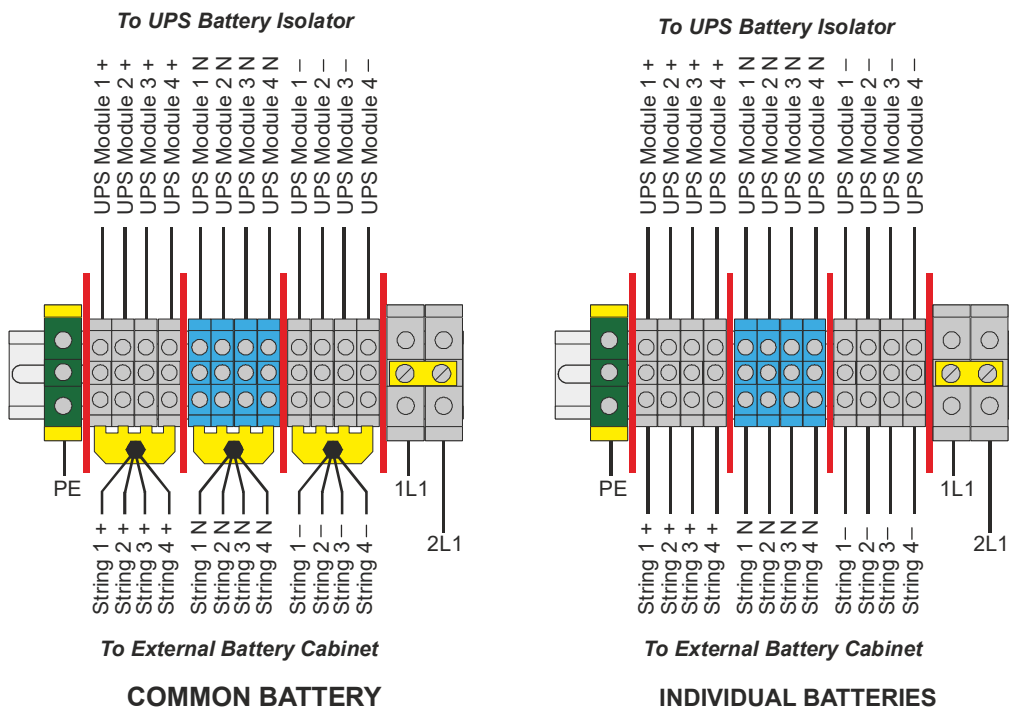 To UPS Battery Isolator
UPS Module 1 +
UPS Module 2 +
UPS Module 3 +
UPS Module 4 +
UPS Module 1 N
UPS Module 2 N
UPS Module 3 N
UPS Module 4 N
UPS Module 1 –
UPS Module 2 –
UPS Module 3 –
UPS Module 4 –
PE
1L1
2L1
String 1 +
String 2 +
String 3 +
String 4 +
String 1 N
String 2 N
String 3 N
String 4 N
String 1 –
String 2 –
String 3 –
String 4 –
To External Battery Cabinet
COMMON BATTERY
To UPS Battery Isolator
UPS Module 1 +
UPS Module 2 +
UPS Module 3 +
UPS Module 4 +
UPS Module 1 N
UPS Module 2 N
UPS Module 3 N
UPS Module 4 N
UPS Module 1 –
UPS Module 2 –
UPS Module 3 –
UPS Module 4 –
PE
1L1
2L1
String 1 +
String 2 +
String 3 +
String 4 +
String 1 N
String 2 N
String 3 N
String 4 N
String 1 –
String 2 –
String 3 –
String 4 –
To External Battery Cabinet
INDIVIDUAL BATTERIES